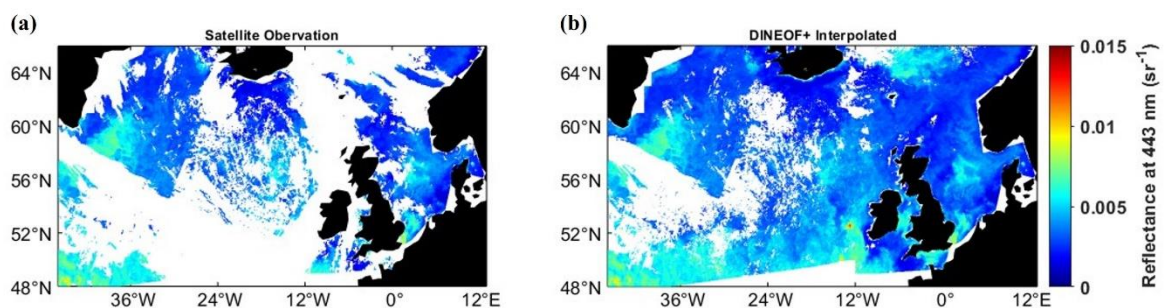 (a)
Satellite Obervation
64°N
60°N
56°N
52°N
48°N
36°W 24°W 12°W 0° 12°E
(b)
DINEOF+ Interpolated
64°N
60°N
56°N
52°N
48°N
36°W 24°W 12°W 0° 12°E
0.015
0.01
0.005
0
Reflectance at 443 nm (sr⁻¹)